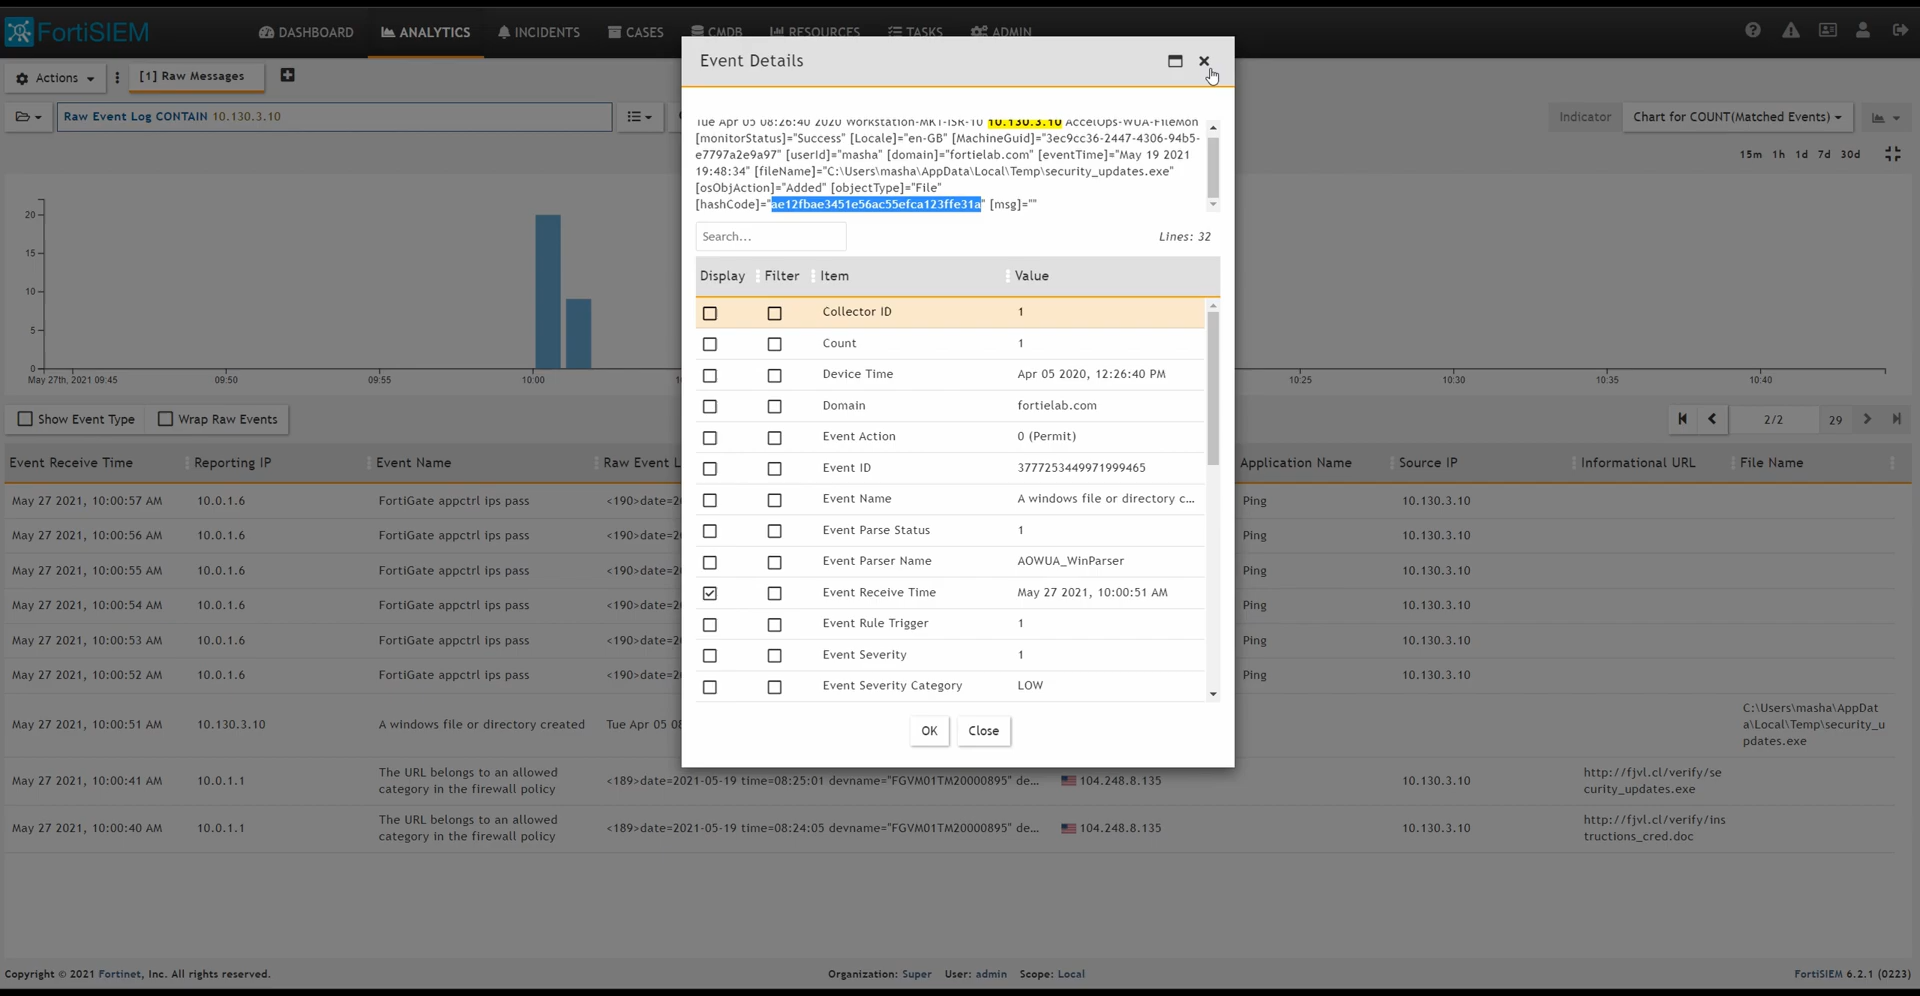 FortiSIEM
DASHBOARD
ANALYTICS
INCIDENTS
CASES
CMDB
RESOURCES
TASKS
ADMIN
Actions
[1] Raw Messages
Raw Event Log CONTAIN 10.130.3.10
Indicator
Chart for COUNT(Matched Events)
15m 1h 1d 7d 30d
20
15
10
5
0
May 27th, 2021 09:45
09:50
09:55
10:00
10:25
10:30
10:35
10:40
Show Event Type
Wrap Raw Events
2/2
29
Event Details
Tue Apr 05 08:26:40 2020 Workstation-MKT-ISR-10 10.130.3.10 AccelOps-WUA-FileMon
[monitorStatus]="Success" [Locale]="en-GB" [MachineGuid]="3ec9cc36-2447-4306-94b5-
e7797a2e9a97" [userId]="masha" [domain]="fortielab.com" [eventTime]="May 19 2021
19:48:34" [fileName]="C:\Users\masha\AppData\Local\Temp\security_updates.exe"
[osObjAction]="Added" [objectType]="File"
[hashCode]="ae12fbae3451e56ac55efca123ffe31a" [msg]=""
Search...
Lines: 32
Display Filter Item Value
Collector ID 1
Count 1
Device Time Apr 05 2020, 12:26:40 PM
Domain fortielab.com
Event Action 0 (Permit)
Event ID 3777253449971999465
Event Name A windows file or directory c...
Event Parse Status 1
Event Parser Name AOWUA_WinParser
Event Receive Time May 27 2021, 10:00:51 AM
Event Rule Trigger 1
Event Severity 1
Event Severity Category LOW
OK
Close
Event Receive Time Reporting IP Event Name Raw Event L Application Name Source IP Informational URL File Name
May 27 2021, 10:00:57 AM 10.0.1.6 FortiGate appctrl ips pass <190>date=2 Ping 10.130.3.10
May 27 2021, 10:00:56 AM 10.0.1.6 FortiGate appctrl ips pass <190>date=2 Ping 10.130.3.10
May 27 2021, 10:00:55 AM 10.0.1.6 FortiGate appctrl ips pass <190>date=2 Ping 10.130.3.10
May 27 2021, 10:00:54 AM 10.0.1.6 FortiGate appctrl ips pass <190>date=2 Ping 10.130.3.10
May 27 2021, 10:00:53 AM 10.0.1.6 FortiGate appctrl ips pass <190>date=2 Ping 10.130.3.10
May 27 2021, 10:00:52 AM 10.0.1.6 FortiGate appctrl ips pass <190>date=2 Ping 10.130.3.10
May 27 2021, 10:00:51 AM 10.130.3.10 A windows file or directory created Tue Apr 05 08 10.130.3.10
C:\Users\masha\AppDat
a\Local\Temp\security_u
pdates.exe
May 27 2021, 10:00:41 AM 10.0.1.1
The URL belongs to an allowed
category in the firewall policy
<189>date=2021-05-19 time=08:25:01 devname="FGVM01TM20000895" de... 104.248.8.135 10.130.3.10
http://fjvl.cl/verify/se
curity_updates.exe
May 27 2021, 10:00:40 AM 10.0.1.1
The URL belongs to an allowed
category in the firewall policy
<189>date=2021-05-19 time=08:24:05 devname="FGVM01TM20000895" de... 104.248.8.135 10.130.3.10
http://fjvl.cl/verify/ins
tructions_cred.doc
Copyright © 2021 Fortinet, Inc. All rights reserved.
Organization: Super User: admin Scope: Local
FortiSIEM 6.2.1 (0223)